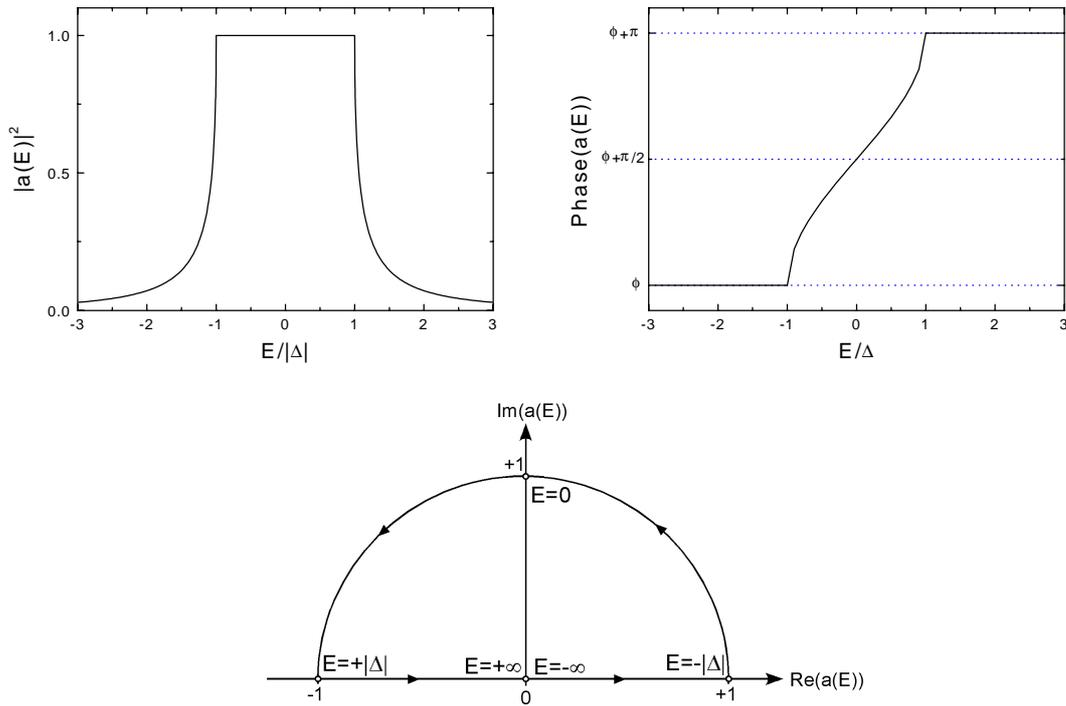 1.0
0.5
0.0
-3 -2 -1 0 1 2 3
|a(E)|²
E/|Δ|
ϕ+π
ϕ+π/2
ϕ
-3 -2 -1 0 1 2 3
Phase(a(E))
E/Δ
Im(a(E))
+1
E=0
E=+|Δ| E=+∞ E=-∞ E=-|Δ|
-1 0 +1
Re(a(E))